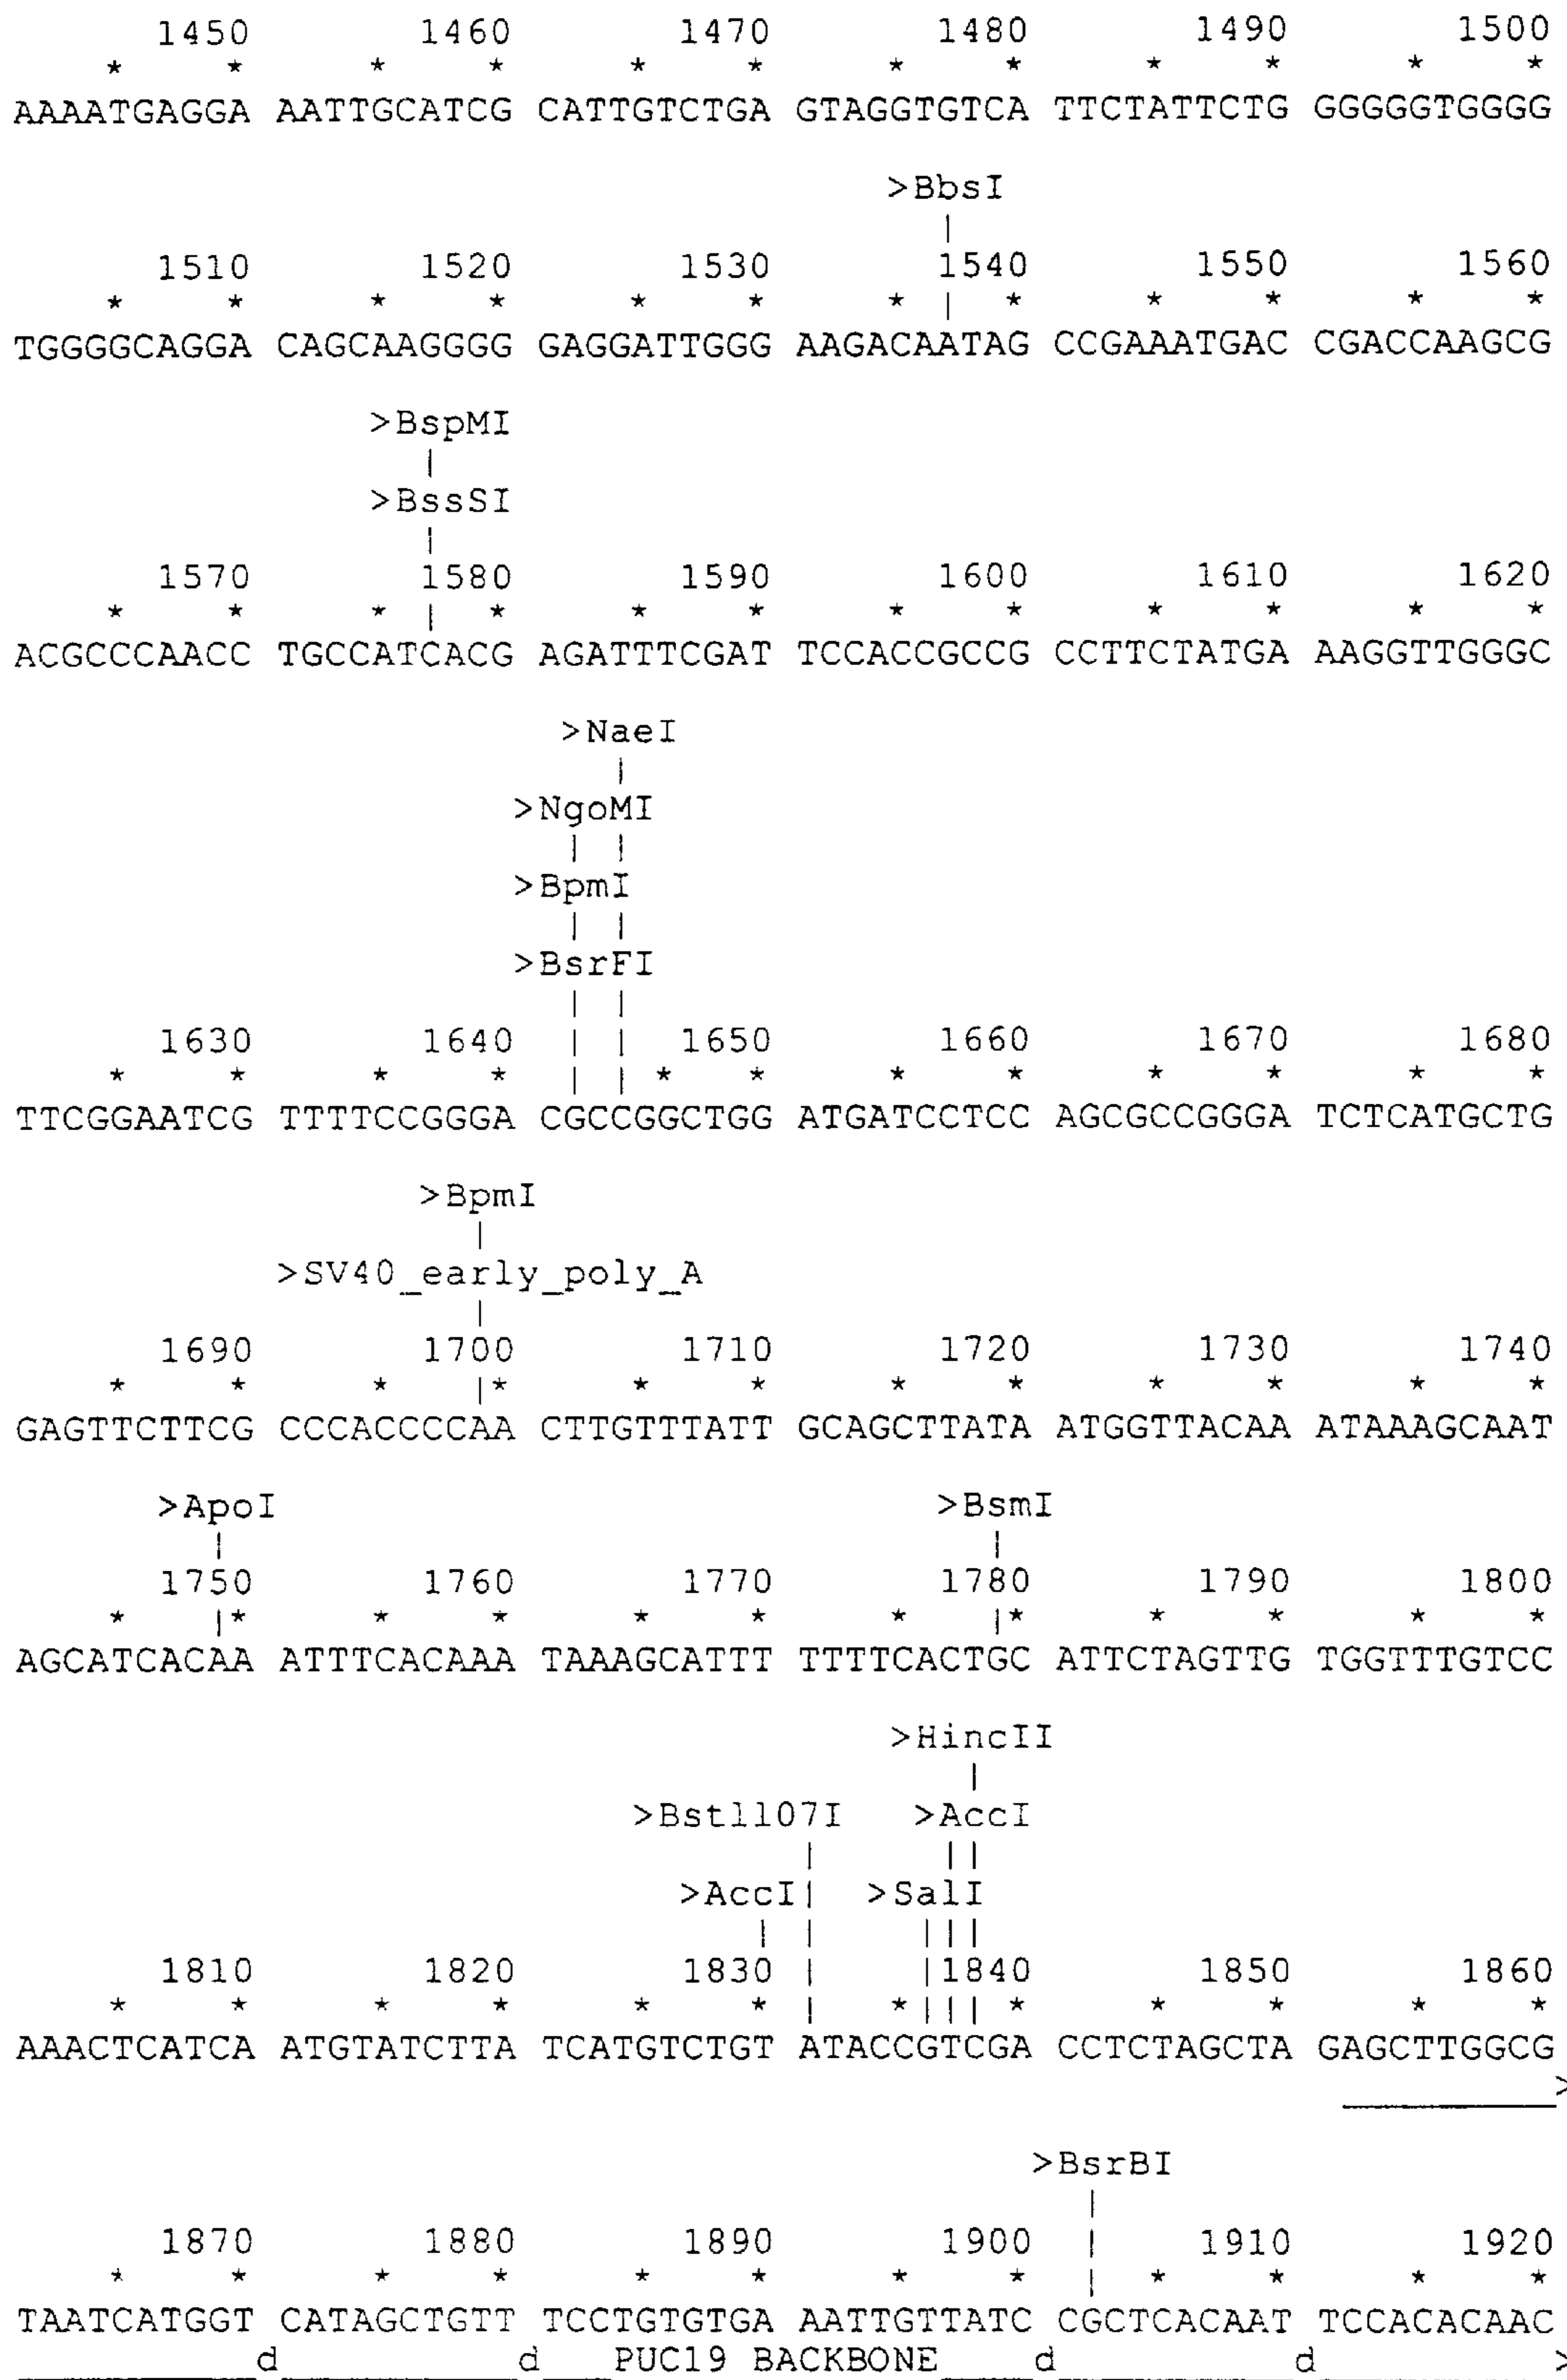 1450 1460 1470 1480 1490 1500
* * * * * * * * * * * *
AAAATGAGGA AATTGCATCG CATTGTCTGA GTAGGTGTCA TTCTATTCTG GGGGGTGGGG
>BbsI
|
1510 1520 1530 1540 1550 1560
* * * * * * * | * * * * *
TGGGGCAGGA CAGCAAGGGG GAGGATTGGG AAGACAATAG CCGAAATGAC CGACCAAGCG
>BspMI
|
>BssSI
|
1570 1580 1590 1600 1610 1620
* * * | * * * * * * * * *
ACGCCCAACC TGCCATCACG AGATTTCGAT TCCACCGCCG CCTTCTATGA AAGGTTGGGC
>NaeI
|
>NgoMI
| |
>BpmI
| |
>BsrFI
| |
1630 1640 | | 1650 1660 1670 1680
* * * * | | * * * * * * * *
TTCGGAATCG TTTTCCGGGA CGCCGGCTGG ATGATCCTCC AGCGCCGGGA TCTCATGCTG
>BpmI
|
>SV40_early_poly_A
|
1690 1700 1710 1720 1730 1740
* * * |* * * * * * * * *
GAGTTCTTCG CCCACCCCAA CTTGTTTATT GCAGCTTATA ATGGTTACAA ATAAAGCAAT
>ApoI >BsmI
| |
1750 1760 1770 1780 1790 1800
* |* * * * * * |* * * * *
AGCATCACAA ATTTCACAAA TAAAGCATTT TTTTCACTGC ATTCTAGTTG TGGTTTGTCC
>HincII
|
>Bst1107I >AccI
| ||
>AccI| >SalI
| | |||
1810 1820 1830 | |1840 1850 1860
* * * * * * | * ||| * * * * *
AAACTCATCA ATGTATCTTA TCATGTCTGT ATACCGTCGA CCTCTAGCTA GAGCTTGGCG
>
>BsrBI
|
1870 1880 1890 1900 | 1910 1920
* * * * * * * * | * * * *
TAATCATGGT CATAGCTGTT TCCTGTGTGA AATTGTTATC CGCTCACAAT TCCACACAAC
d d PUC19 BACKBONE d d >